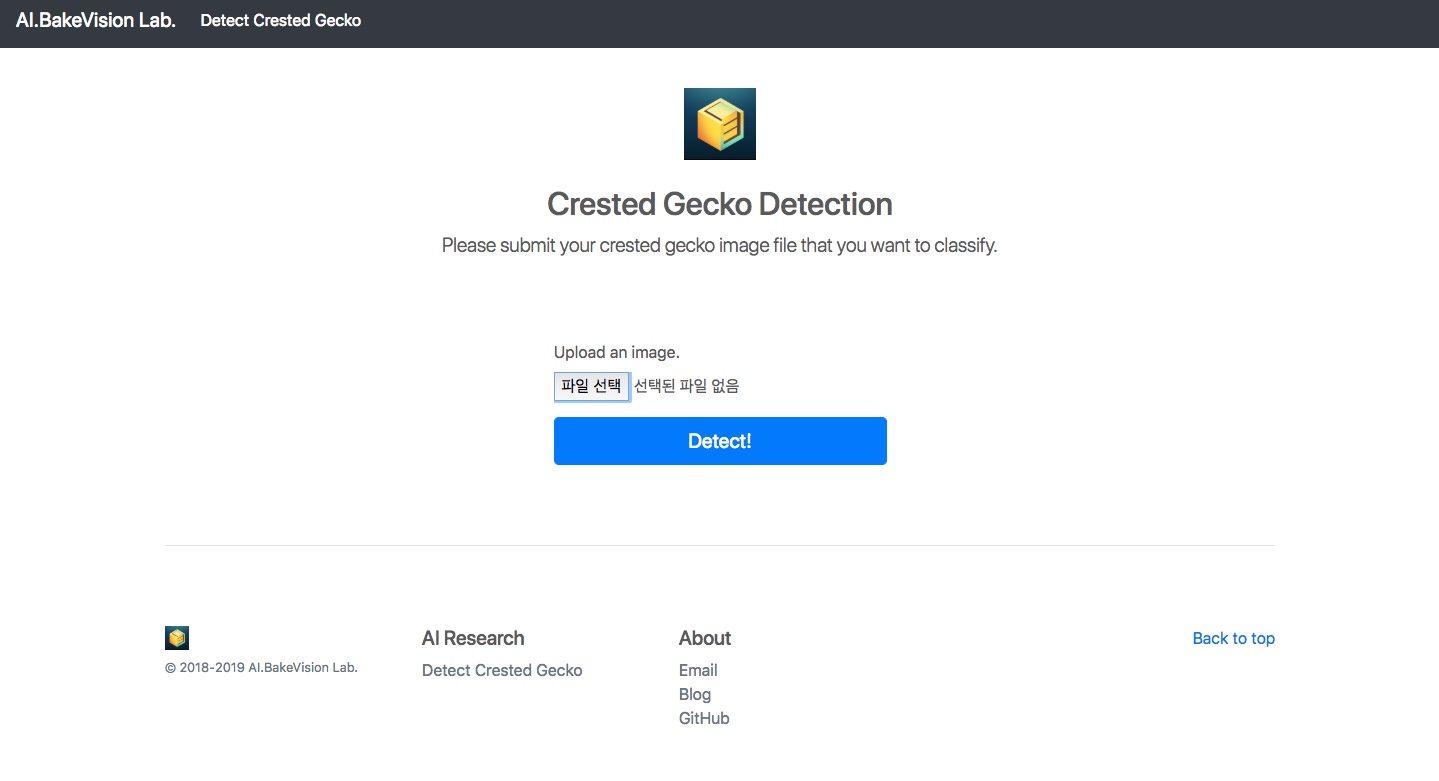 AI.BakeVision Lab. Detect Crested Gecko
Crested Gecko Detection
Please submit your crested gecko image file that you want to classify.
Upload an image.
파일 선택 선택된 파일 없음
Detect!
© 2018-2019 AI.BakeVision Lab.
AI Research
Detect Crested Gecko
About
Email
Blog
GitHub
Back to top